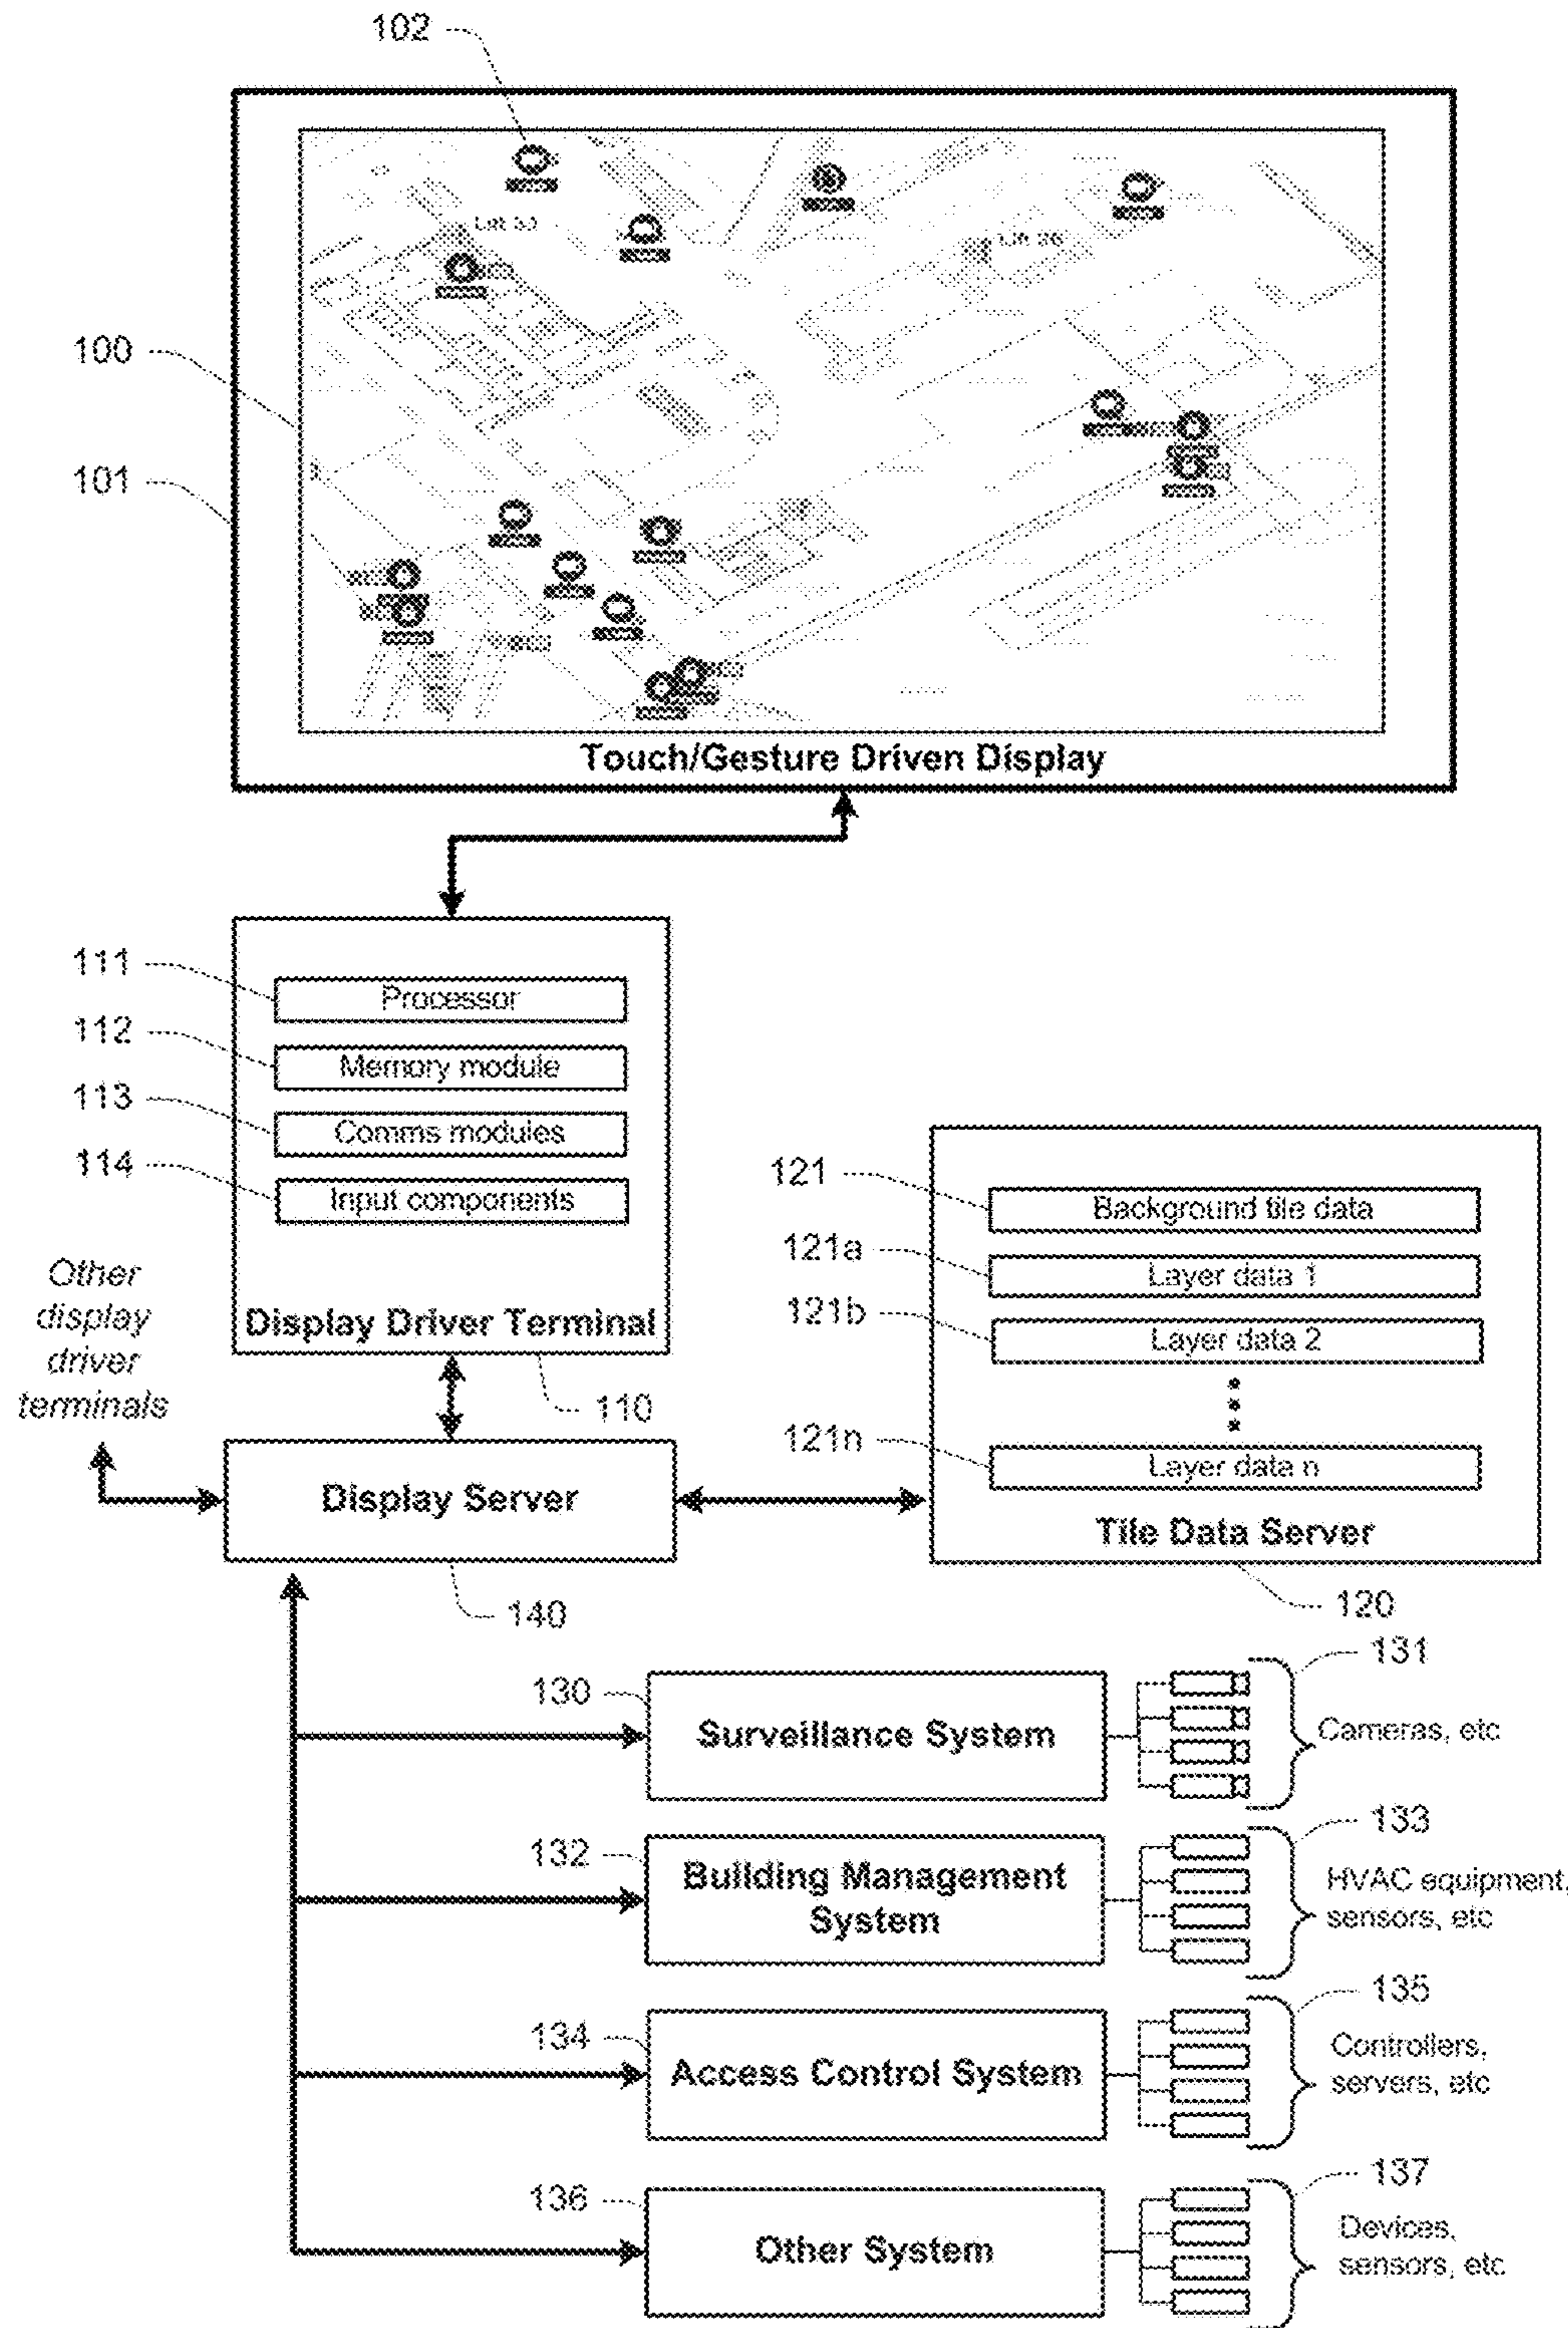 102
Lift 33
Lift 26
100
101
Touch/Gesture Driven Display
111
Processor
112
Memory module
113
Comms modules
114
Input components
Display Driver Terminal
110
Other
display
driver
terminals
Display Server
140
121
Background tile data
121a
Layer data 1
121b
Layer data 2
121n
Layer data n
Tile Data Server
120
130
Surveillance System
131
Cameras, etc
132
Building Management
System
133
HVAC equipment,
sensors, etc
134
Access Control System
135
Controllers,
servers, etc
136
Other System
137
Devices,
sensors, etc